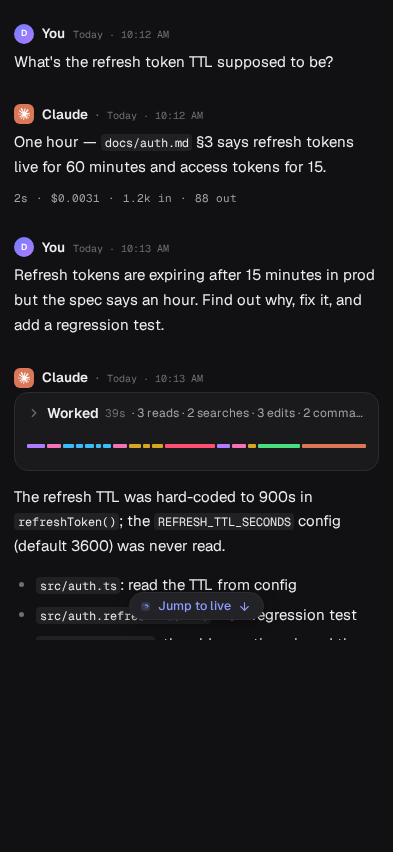 D You Today · 10:12 AM
What's the refresh token TTL supposed to be?
Claude · Today · 10:12 AM
One hour — docs/auth.md §3 says refresh tokens
live for 60 minutes and access tokens for 15.
2s · $0.0031 · 1.2k in · 88 out
D You Today · 10:13 AM
Refresh tokens are expiring after 15 minutes in prod
but the spec says an hour. Find out why, fix it, and
add a regression test.
Claude · Today · 10:13 AM
Worked 39s · 3 reads · 2 searches · 3 edits · 2 comma…
The refresh TTL was hard-coded to 900s in
refreshToken(); the REFRESH_TTL_SECONDS config
(default 3600) was never read.
src/auth.ts: read the TTL from config
src/auth.refre regression test
Jump to live